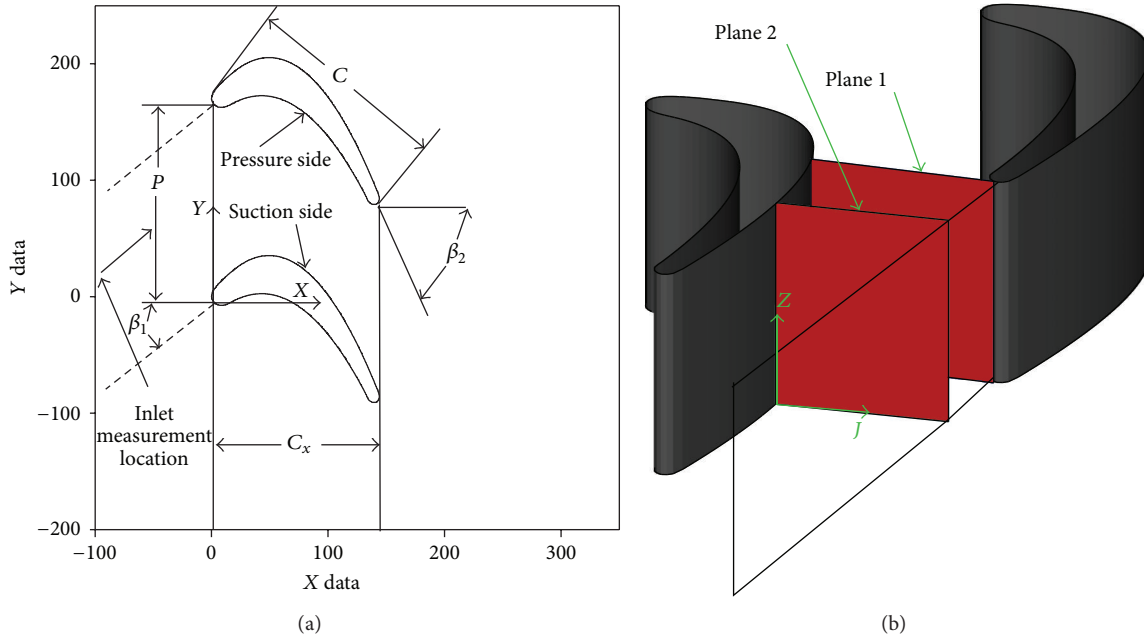 200
100
0
−100
−200
−100
0
100
200
300
Y data
X data
C
Pressure side
P
Y
Suction side
X
β1
β2
Inlet
measurement
location
Cx
(a)
Plane 2
Plane 1
Z
J
(b)